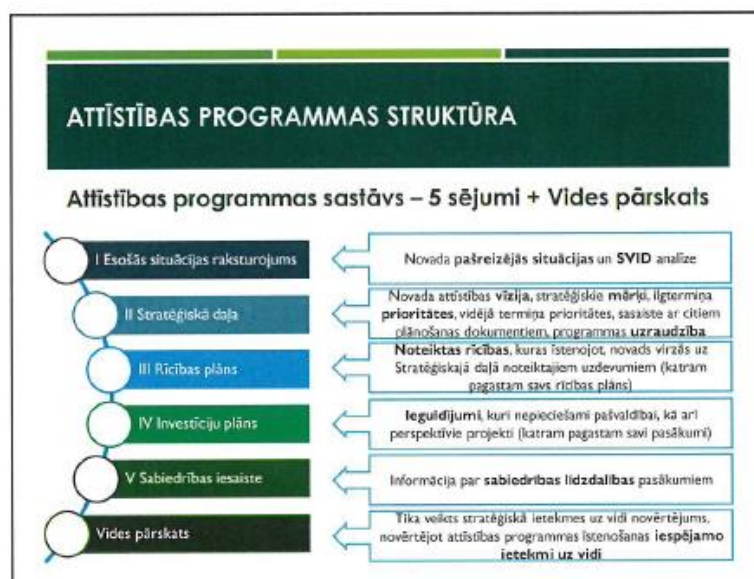 ATTĪSTĪBAS PROGRAMMAS STRUKTŪRA
Attīstības programmas sastāvs – 5 sējumi + Vides pārskats
I Esošās situācijas raksturojums
Novada pašreizējās situācijas un SVID analīze
II Stratēģiskā daļa
Novada attīstības vīzija, stratēģiskie mērķi, ilgtermiņa
prioritātes, vidējā termiņa prioritātes, sasaiste ar citiem
plānošanas dokumentiem, programmas uzraudzība
III Rīcības plāns
Noteiktas rīcības, kuras īstenojot, novads virzās uz
Stratēģiskajā daļā noteiktajiem uzdevumiem (katram
pagastam savs rīcības plāns)
IV Investīciju plāns
Ieguldījumi, kuri nepieciešami pašvaldībai, kā arī
perspektīvie projekti (katram pagastam savi pasākumi)
V Sabiedrības iesaiste
Informācija par sabiedrības līdzdalības pasākumiem
Vides pārskats
Tika veikts stratēģiskā ietekmes uz vidi novērtējums,
novērtējot attīstības programmas īstenošanas iespējamo
ietekmi uz vidi